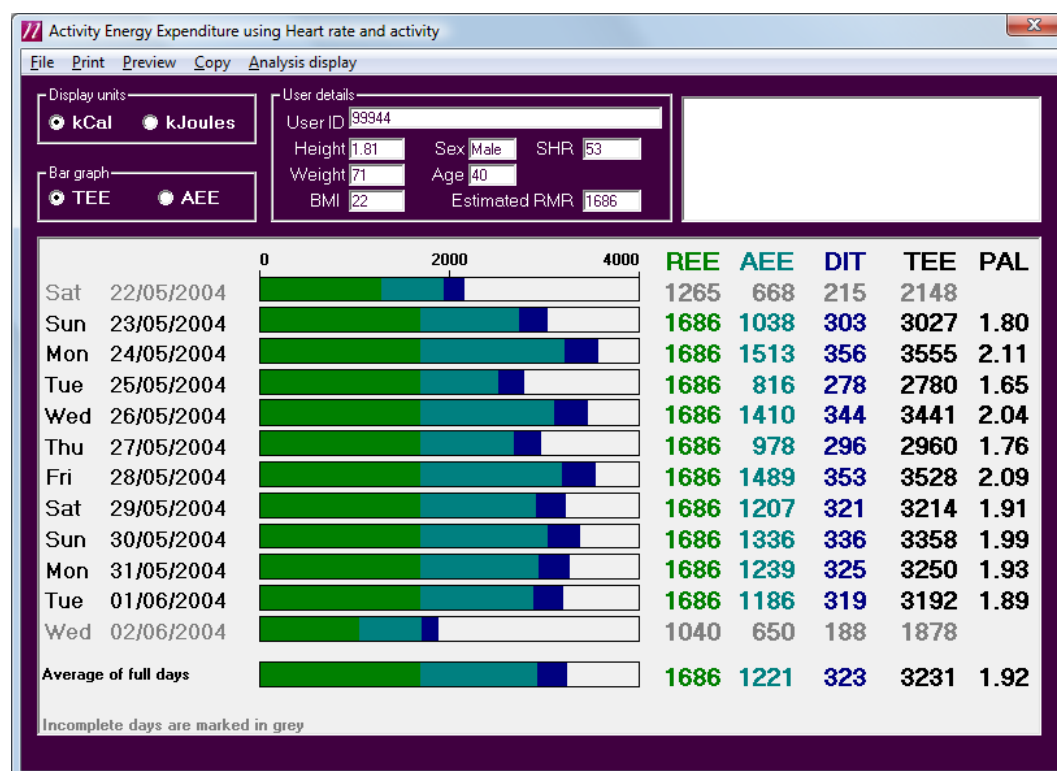 Activity Energy Expenditure using Heart rate and activity
File Print Preview Copy Analysis display
Display units
kCal kJoules
Bar graph
TEE AEE
User details
User ID 99944
Height 1.81 Sex Male SHR 53
Weight 71 Age 40
BMI 22 Estimated RMR 1686
0 2000 4000 REE AEE DIT TEE PAL
Sat 22/05/2004 1265 668 215 2148
Sun 23/05/2004 1686 1038 303 3027 1.80
Mon 24/05/2004 1686 1513 356 3555 2.11
Tue 25/05/2004 1686 816 278 2780 1.65
Wed 26/05/2004 1686 1410 344 3441 2.04
Thu 27/05/2004 1686 978 296 2960 1.76
Fri 28/05/2004 1686 1489 353 3528 2.09
Sat 29/05/2004 1686 1207 321 3214 1.91
Sun 30/05/2004 1686 1336 336 3358 1.99
Mon 31/05/2004 1686 1239 325 3250 1.93
Tue 01/06/2004 1686 1186 319 3192 1.89
Wed 02/06/2004 1040 650 188 1878
Average of full days 1686 1221 323 3231 1.92
Incomplete days are marked in grey